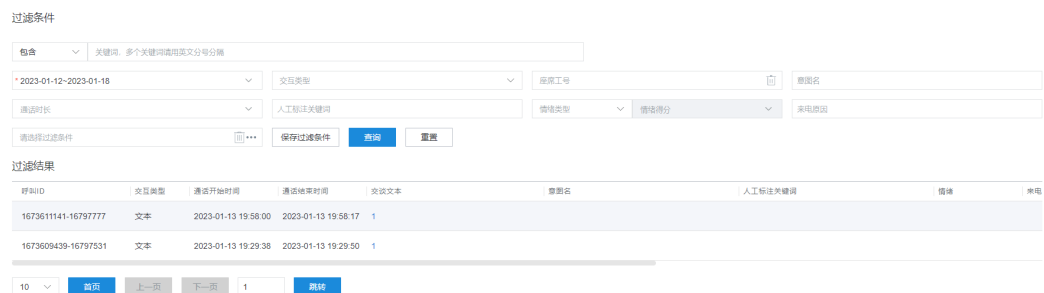 过滤条件
包含 关键词，多个关键词请用英文分号分隔
* 2023-01-12~2023-01-18 交互类型 座席工号 意图名
通话时长 人工标注关键词 情绪类型 情绪得分 来电原因
请选择过滤条件 保存过滤条件 查询 重置
过滤结果
呼叫ID 交互类型 通话开始时间 通话结束时间 交谈文本 意图名 人工标注关键词 情绪 来电
1673611141-16797777 文本 2023-01-13 19:58:00 2023-01-13 19:58:17 1
1673609439-16797531 文本 2023-01-13 19:29:38 2023-01-13 19:29:50 1
10 首页 上一页 下一页 1 跳转